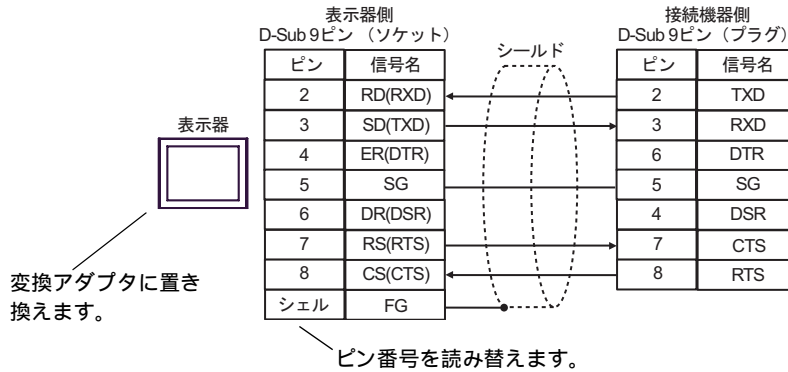 表示器側
D-Sub 9ピン （ソケット）
接続機器側
D-Sub 9ピン （プラグ）
シールド
ピン 信号名 ピン 信号名
2 RD(RXD) 2 TXD
表示器
3 SD(TXD) 3 RXD
4 ER(DTR) 6 DTR
5 SG 5 SG
6 DR(DSR) 4 DSR
7 RS(RTS) 7 CTS
8 CS(CTS) 8 RTS
シェル FG
変換アダプタに置き
換えます。
ピン番号を読み替えます。